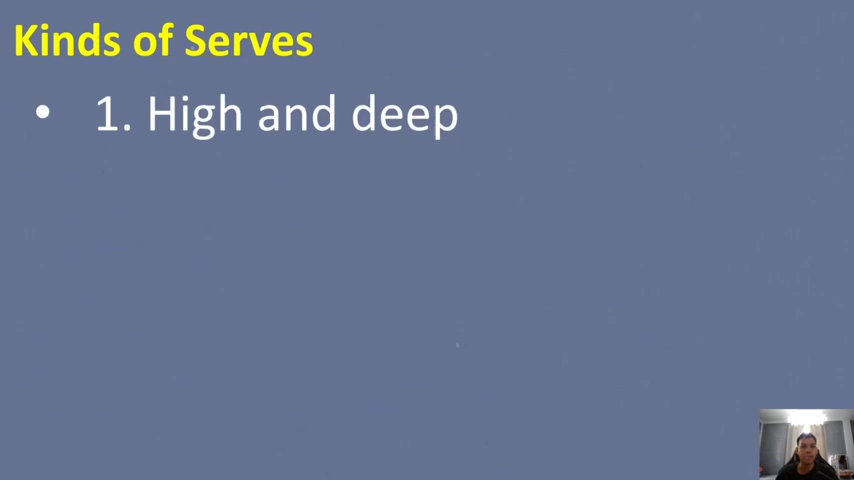 Kinds of Serves
• 1. High and deep